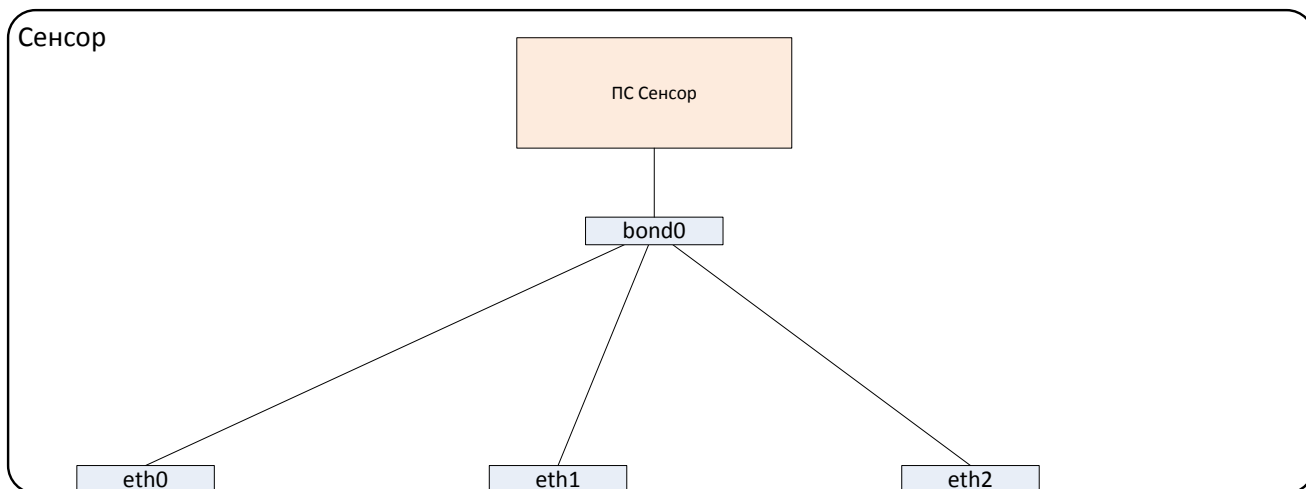 Сенсор
ПС Сенсор
bond0
eth0
eth1
eth2